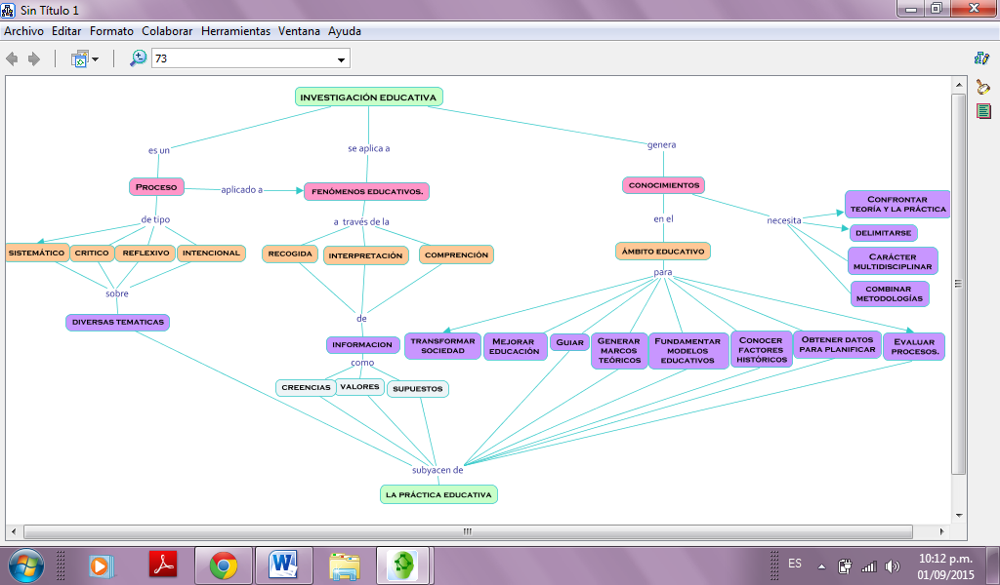 Sin Título 1
Archivo Editar Formato Colaborar Herramientas Ventana Ayuda
73
INVESTIGACIÓN EDUCATIVA
es un
se aplica a
genera
PROCESO
aplicado a
FENÓMENOS EDUCATIVOS.
CONOCIMIENTOS
CONFRONTAR
TEORÍA Y LA PRÁCTICA
de tipo
a través de la
en el
necesita
DELIMITARSE
SISTEMÁTICO
CRITICO
REFLEXIVO
INTENCIONAL
RECOGIDA
INTERPRETACIÓN
COMPRENCIÓN
ÁMBITO EDUCATIVO
CARÁCTER
MULTIDISCIPLINAR
para
sobre
COMBINAR
METODOLOGÍAS
DIVERSAS TEMATICAS
de
INFORMACION
TRANSFORMAR
SOCIEDAD
MEJORAR
EDUCACIÓN
GUIAR
GENERAR
MARCOS
TEÓRICOS
FUNDAMENTAR
MODELOS
EDUCATIVOS
CONOCER
FACTORES
HISTÓRICOS
OBTENER DATOS
PARA PLANIFICAR
EVALUAR
PROCESOS.
como
CREENCIAS
VALORES
SUPUESTOS
subyacen de
LA PRÁCTICA EDUCATIVA
ES
10:12 p.m.
01/09/2015